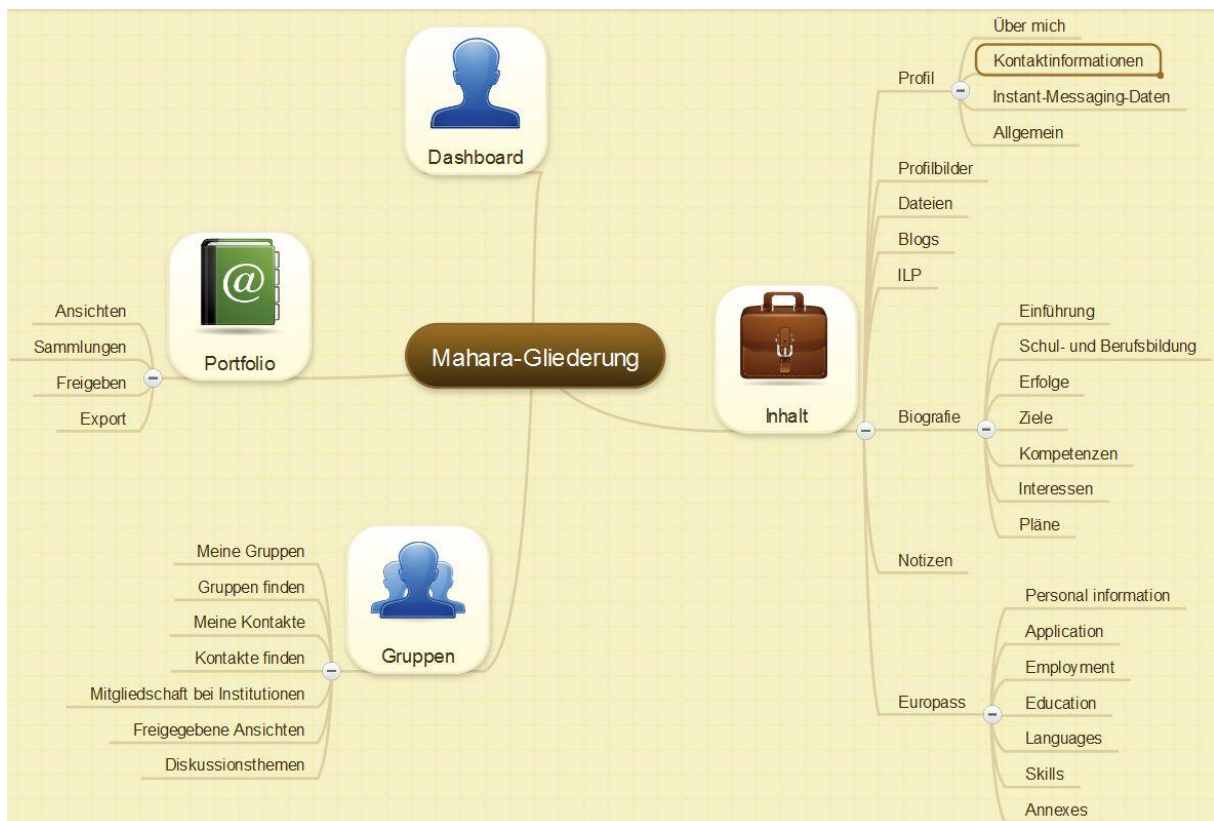 Mahara-Gliederung
Dashboard
Portfolio
Ansichten
Sammlungen
Freigeben
Export
Gruppen
Meine Gruppen
Gruppen finden
Meine Kontakte
Kontakte finden
Mitgliedschaft bei Institutionen
Freigegebene Ansichten
Diskussionsthemen
Inhalt
Profil
Über mich
Kontaktinformationen
Instant-Messaging-Daten
Allgemein
Profilbilder
Dateien
Blogs
ILP
Biografie
Einführung
Schul- und Berufsbildung
Erfolge
Ziele
Kompetenzen
Interessen
Pläne
Notizen
Europass
Personal information
Application
Employment
Education
Languages
Skills
Annexes
@